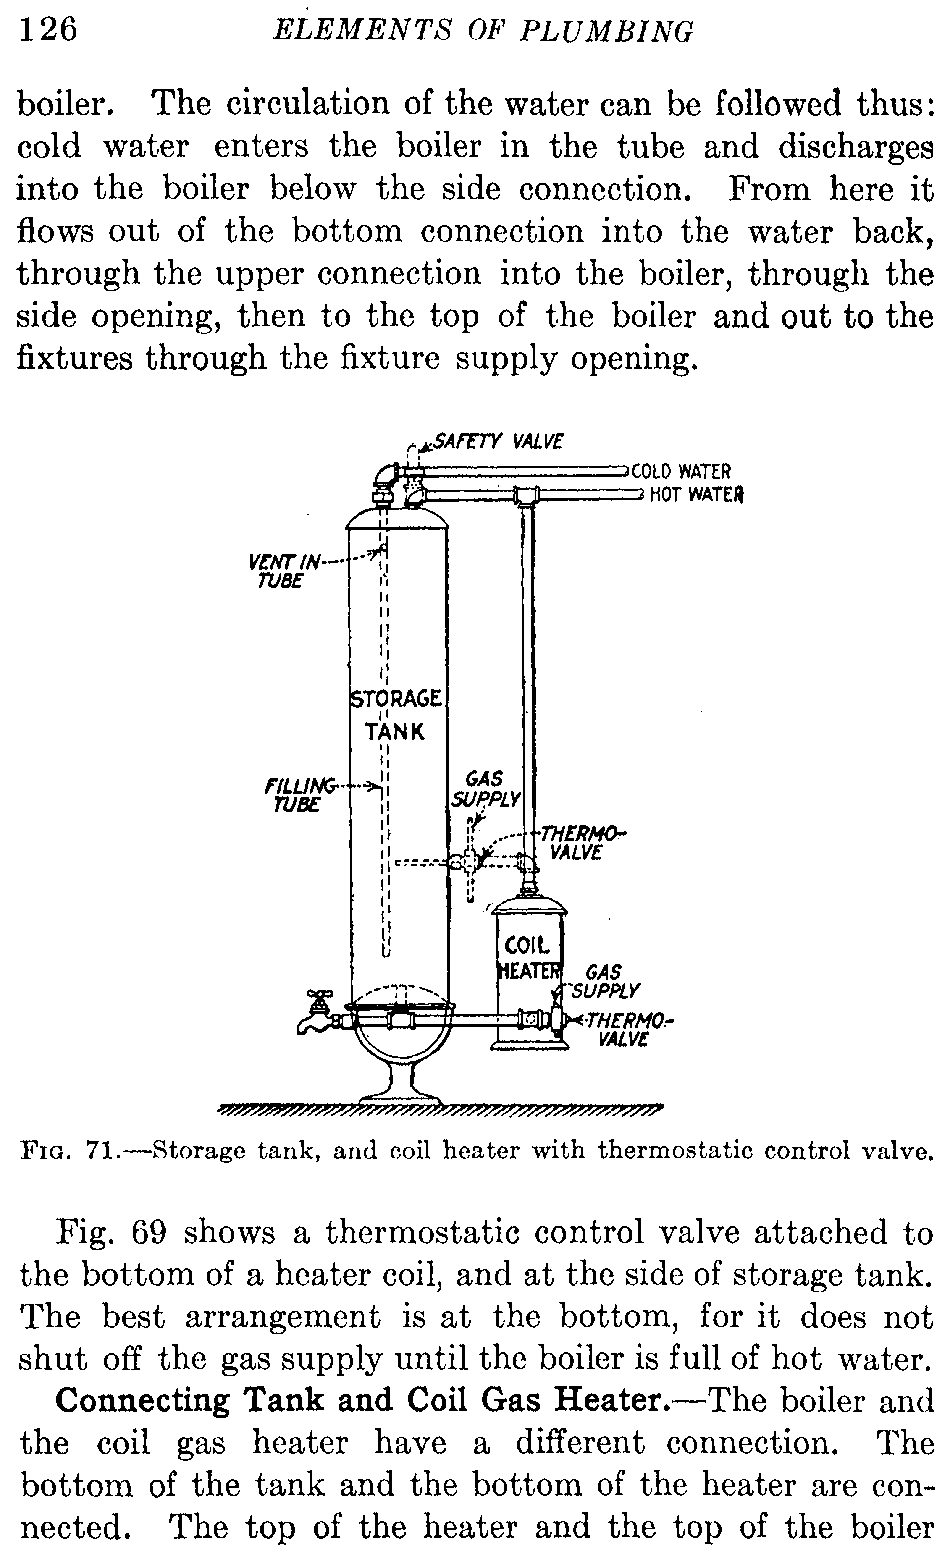 126 ELEMENTS OF PLUMBING
boiler. The circulation of the water can be followed thus:
cold water enters the boiler in the tube and discharges
into the boiler below the side connection. From here it
flows out of the bottom connection into the water back,
through the upper connection into the boiler, through the
side opening, then to the top of the boiler and out to the
fixtures through the fixture supply opening.
SAFETY VALVE
COLD WATER
HOT WATER
VENT IN
TUBE
STORAGE
TANK
FILLING
TUBE
GAS
SUPPLY
THERMO-
VALVE
COIL
HEATER
GAS
SUPPLY
THERMO-
VALVE
FIG. 71.—Storage tank, and coil heater with thermostatic control valve.
Fig. 69 shows a thermostatic control valve attached to
the bottom of a heater coil, and at the side of storage tank.
The best arrangement is at the bottom, for it does not
shut off the gas supply until the boiler is full of hot water.
Connecting Tank and Coil Gas Heater.—The boiler and
the coil gas heater have a different connection. The
bottom of the tank and the bottom of the heater are con-
nected. The top of the heater and the top of the boiler